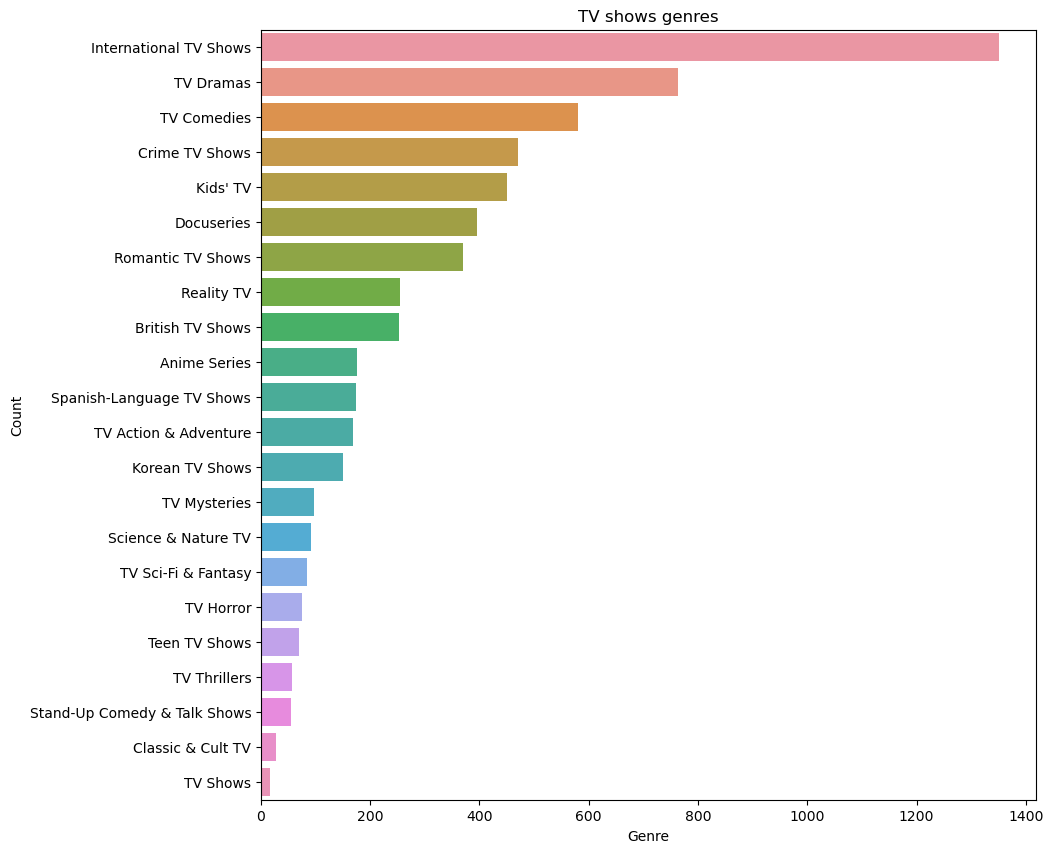 TV shows genres
International TV Shows
TV Dramas
TV Comedies
Crime TV Shows
Kids' TV
Docuseries
Romantic TV Shows
Reality TV
British TV Shows
Anime Series
Spanish-Language TV Shows
TV Action & Adventure
Korean TV Shows
TV Mysteries
Science & Nature TV
TV Sci-Fi & Fantasy
TV Horror
Teen TV Shows
TV Thrillers
Stand-Up Comedy & Talk Shows
Classic & Cult TV
TV Shows
Count
0 200 400 600 800 1000 1200 1400
Genre